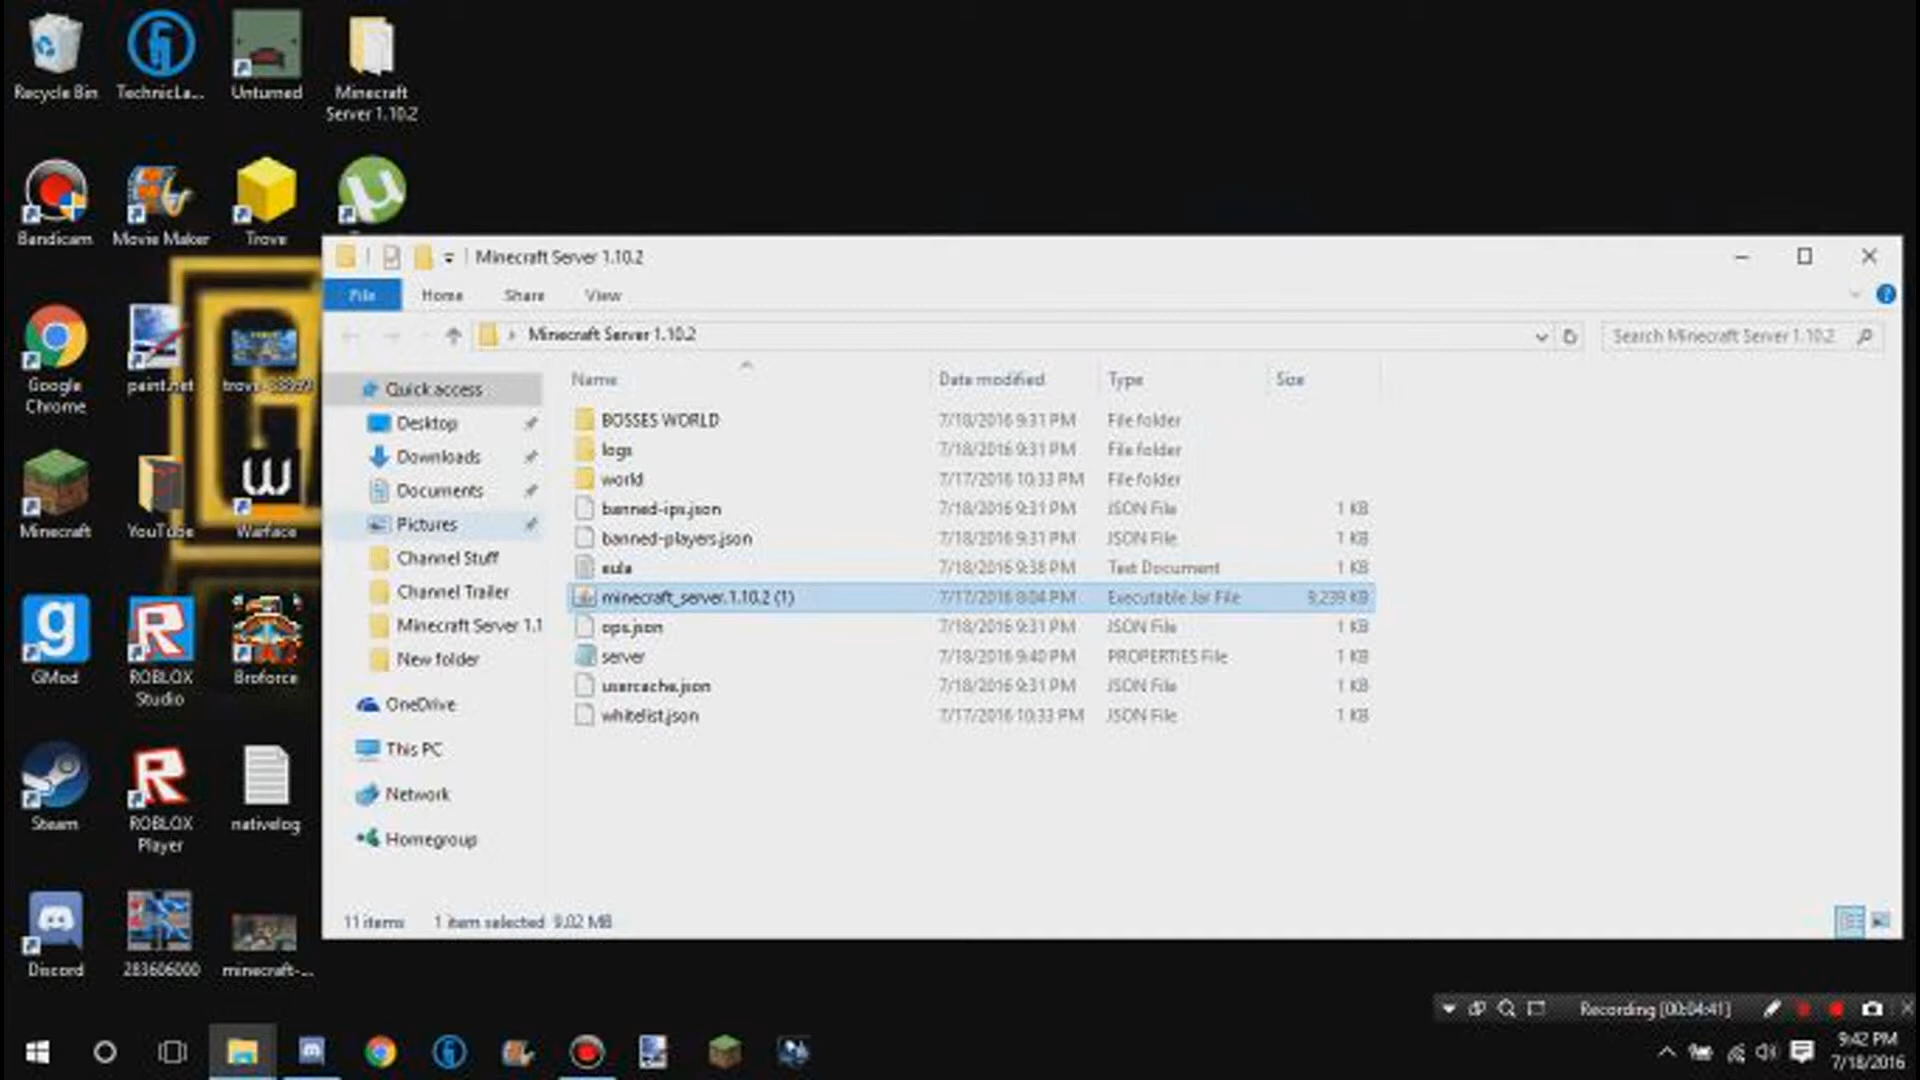 Recycle Bin
TechnicLa...
Unturned
Minecraft
Server 1.10.2
Bandicam
Movie Maker
Trove
Google
Chrome
paint.net
Minecraft
YouTube
Warface
GMod
ROBLOX
Studio
Broforce
Steam
ROBLOX
Player
nativelog
Discord
283606000
minecraft-...
Minecraft Server 1.10.2
File Home Share View
Minecraft Server 1.10.2
Search Minecraft Server 1.10.2
Quick access
Desktop
Downloads
Documents
Pictures
Channel Stuff
Channel Trailer
Minecraft Server 1.1
New folder
OneDrive
This PC
Network
Homegroup
Name Date modified Type Size
BOSSES WORLD 7/18/2016 9:31 PM File folder
logs 7/18/2016 9:31 PM File folder
world 7/17/2016 10:33 PM File folder
banned-ips.json 7/18/2016 9:31 PM JSON File 1 KB
banned-players.json 7/18/2016 9:31 PM JSON File 1 KB
eula 7/18/2016 9:38 PM Text Document 1 KB
minecraft_server.1.10.2 (1) 7/17/2016 8:04 PM Executable Jar File 9,239 KB
ops.json 7/18/2016 9:31 PM JSON File 1 KB
server 7/18/2016 9:40 PM PROPERTIES File 1 KB
usercache.json 7/18/2016 9:31 PM JSON File 1 KB
whitelist.json 7/17/2016 10:33 PM JSON File 1 KB
11 items 1 item selected 9.02 MB
Recording [00:04:41]
9:42 PM
7/18/2016